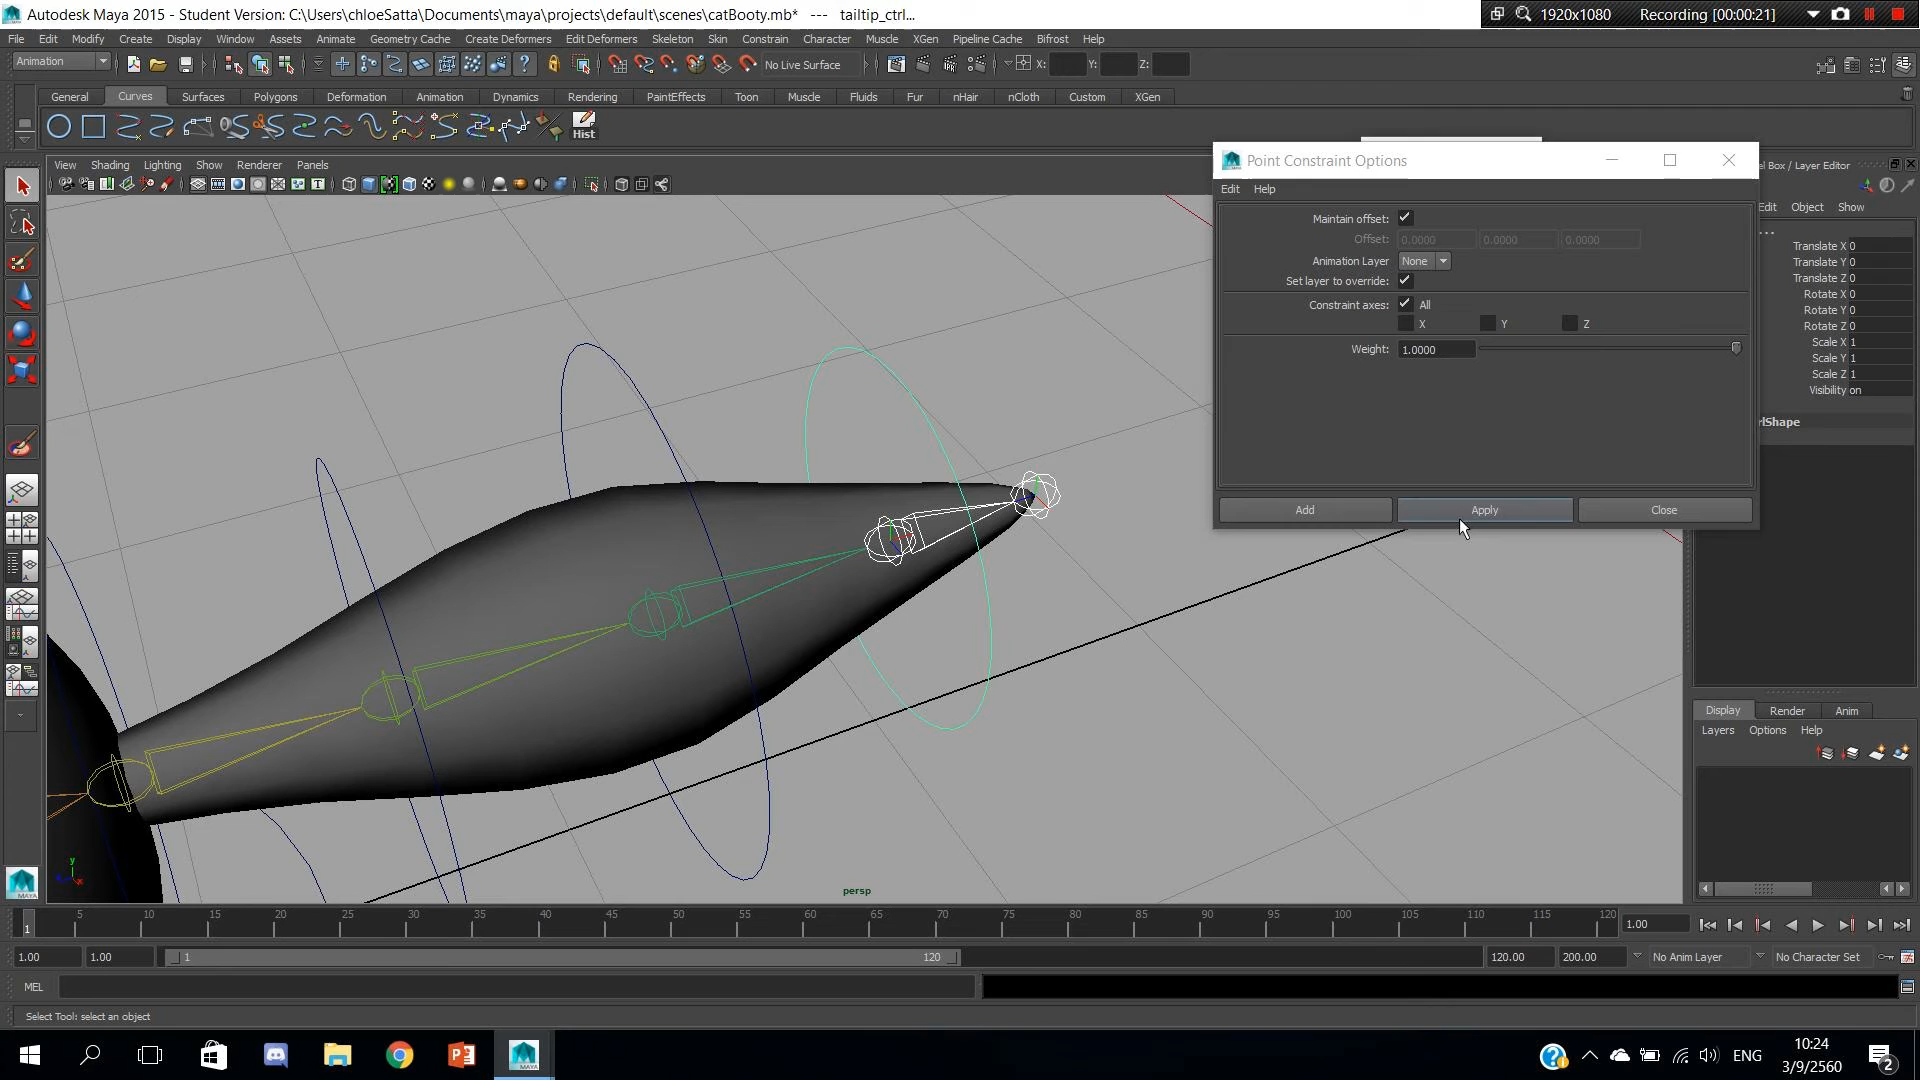 Autodesk Maya 2015 - Student Version: C:\Users\chloeSatta\Documents\maya\projects\default\scenes\catBooty.mb* --- tailtip_ctrl...
1920x1080 Recording [00:00:21]
File Edit Modify Create Display Window Assets Animate Geometry Cache Create Deformers Edit Deformers Skeleton Skin Constrain Character Muscle XGen Pipeline Cache Bifrost Help
Animation No Live Surface X: Y: Z:
General Curves Surfaces Polygons Deformation Animation Dynamics Rendering PaintEffects Toon Muscle Fluids Fur nHair nCloth Custom XGen
Hist
View Shading Lighting Show Renderer Panels
Point Constraint Options
Edit Help
Maintain offset:
Offset: 0.0000 0.0000 0.0000
Animation Layer None
Set layer to override:
Constraint axes: All
X Y Z
Weight: 1.0000
Add Apply Close
el Box / Layer Editor
Edit Object Show
...
Translate X 0
Translate Y 0
Translate Z 0
Rotate X 0
Rotate Y 0
Rotate Z 0
Scale X 1
Scale Y 1
Scale Z 1
Visibility on
rlShape
Display Render Anim
Layers Options Help
y
persp
5 10 15 20 25 30 35 40 45 50 55 60 65 70 75 80 85 90 95 100 105 110 115 120
1 1.00
1.00 1.00 1 120 120.00 200.00 No Anim Layer No Character Set
MEL
Select Tool: select an object
MAYA
ENG
10:24
3/9/2560
2